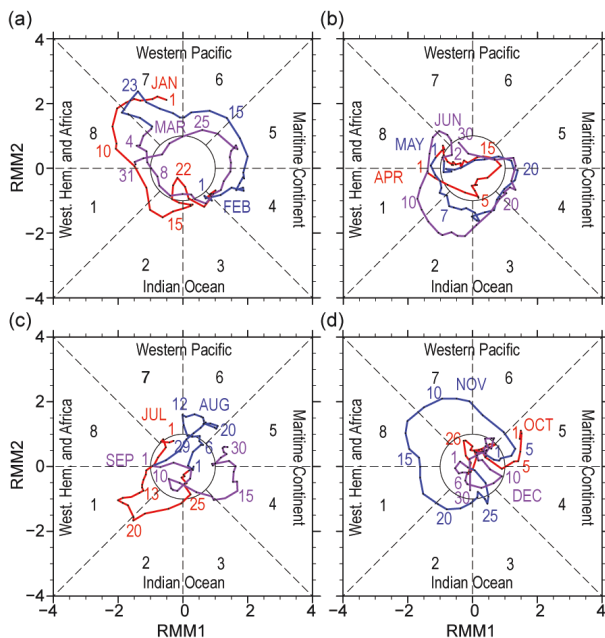 (a)
(b)
4
Western Pacific
Western Pacific
7
6
7
6
23
JAN
1
15
2
8
MAR
25
5
8
JUN
30
5
MAY
1
2
15
4
10
RMM2
0
West. Hem. and Africa
Maritime Continent
West. Hem. and Africa
Maritime Continent
31
8
22
APR
1
20
1
1
FEB
4
1
10
7
5
20
4
-2
15
2
3
2
3
Indian Ocean
Indian Ocean
-4
(c)
(d)
4
Western Pacific
Western Pacific
7
6
7
NOV
6
10
2
12
AUG
JUL
1
20
8
5
8
26
1
OCT
5
29
6
30
1
5
RMM2
0
West. Hem. and Africa
Maritime Continent
West. Hem. and Africa
Maritime Continent
SEP
1
1
15
1
5
10
13
10
6
1
25
15
4
1
30
DEC
4
20
20
25
-2
2
3
2
3
Indian Ocean
Indian Ocean
-4
-4 -2 0 2 4
-4 -2 0 2 4
RMM1
RMM1